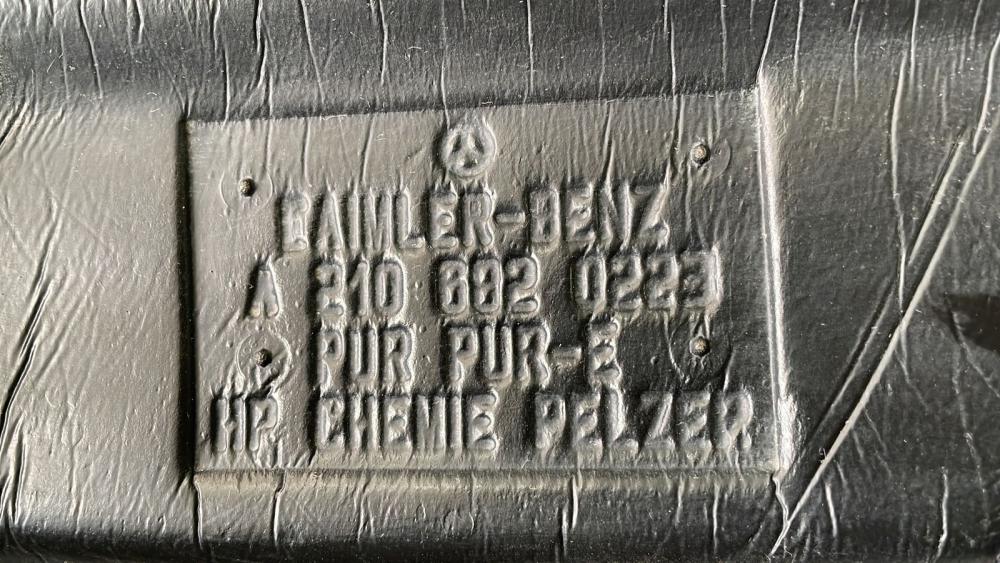 DAIMLER-BENZ
A 210 682 0223
PUR PUR-E
HP CHEMIE PELZER